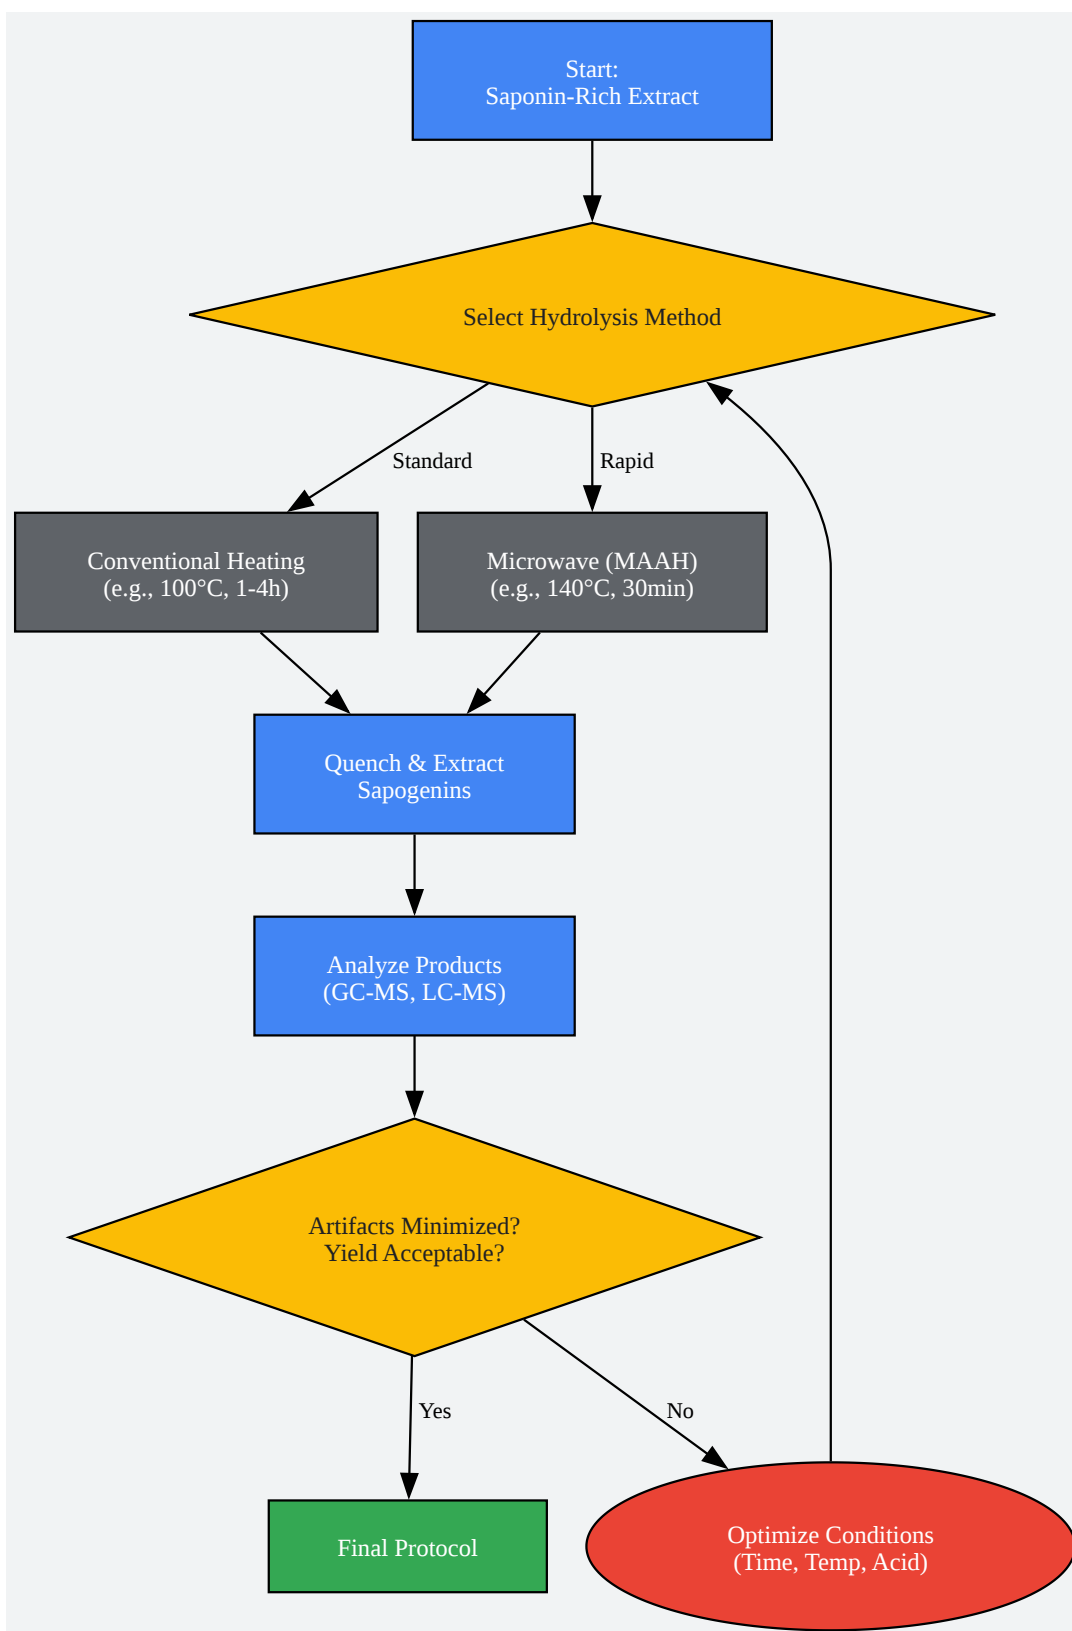 Start:
Saponin-Rich Extract
Select Hydrolysis Method
Standard
Rapid
Conventional Heating
(e.g., 100°C, 1-4h)
Microwave (MAAH)
(e.g., 140°C, 30min)
Quench & Extract
Sapogenins
Analyze Products
(GC-MS, LC-MS)
Artifacts Minimized?
Yield Acceptable?
Yes
No
Final Protocol
Optimize Conditions
(Time, Temp, Acid)